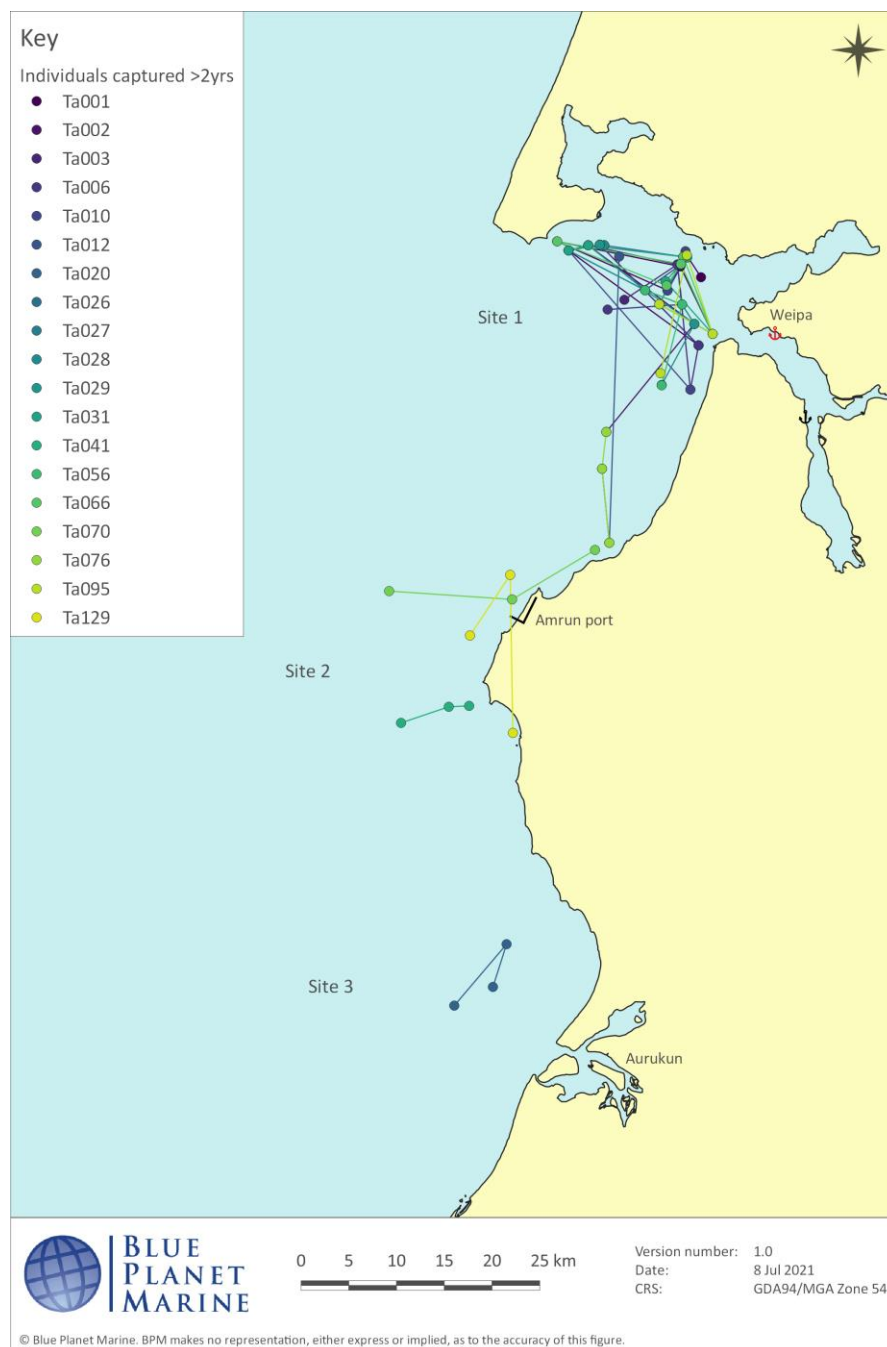 Key
Individuals captured >2yrs
Ta001
Ta002
Ta003
Ta006
Ta010
Ta012
Ta020
Ta026
Ta027
Ta028
Ta029
Ta031
Ta041
Ta056
Ta066
Ta070
Ta076
Ta095
Ta129
Site 1
Weipa
Amrun port
Site 2
Site 3
Aurukun
BLUE
PLANET
MARINE
0 5 10 15 20 25 km
Version number: 1.0
Date: 8 Jul 2021
CRS: GDA94/MGA Zone 54
© Blue Planet Marine. BPM makes no representation, either express or implied, as to the accuracy of this figure.